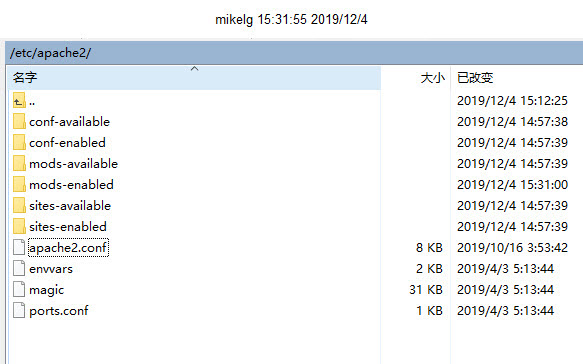 mikelg 15:31:55 2019/12/4
/etc/apache2/
名字 大小 已改变
.. 2019/12/4 15:12:25
conf-available 2019/12/4 14:57:38
conf-enabled 2019/12/4 14:57:39
mods-available 2019/12/4 14:57:39
mods-enabled 2019/12/4 15:31:00
sites-available 2019/12/4 14:57:39
sites-enabled 2019/12/4 14:57:39
apache2.conf 8 KB 2019/10/16 3:53:42
envvars 2 KB 2019/4/3 5:13:44
magic 31 KB 2019/4/3 5:13:44
ports.conf 1 KB 2019/4/3 5:13:44